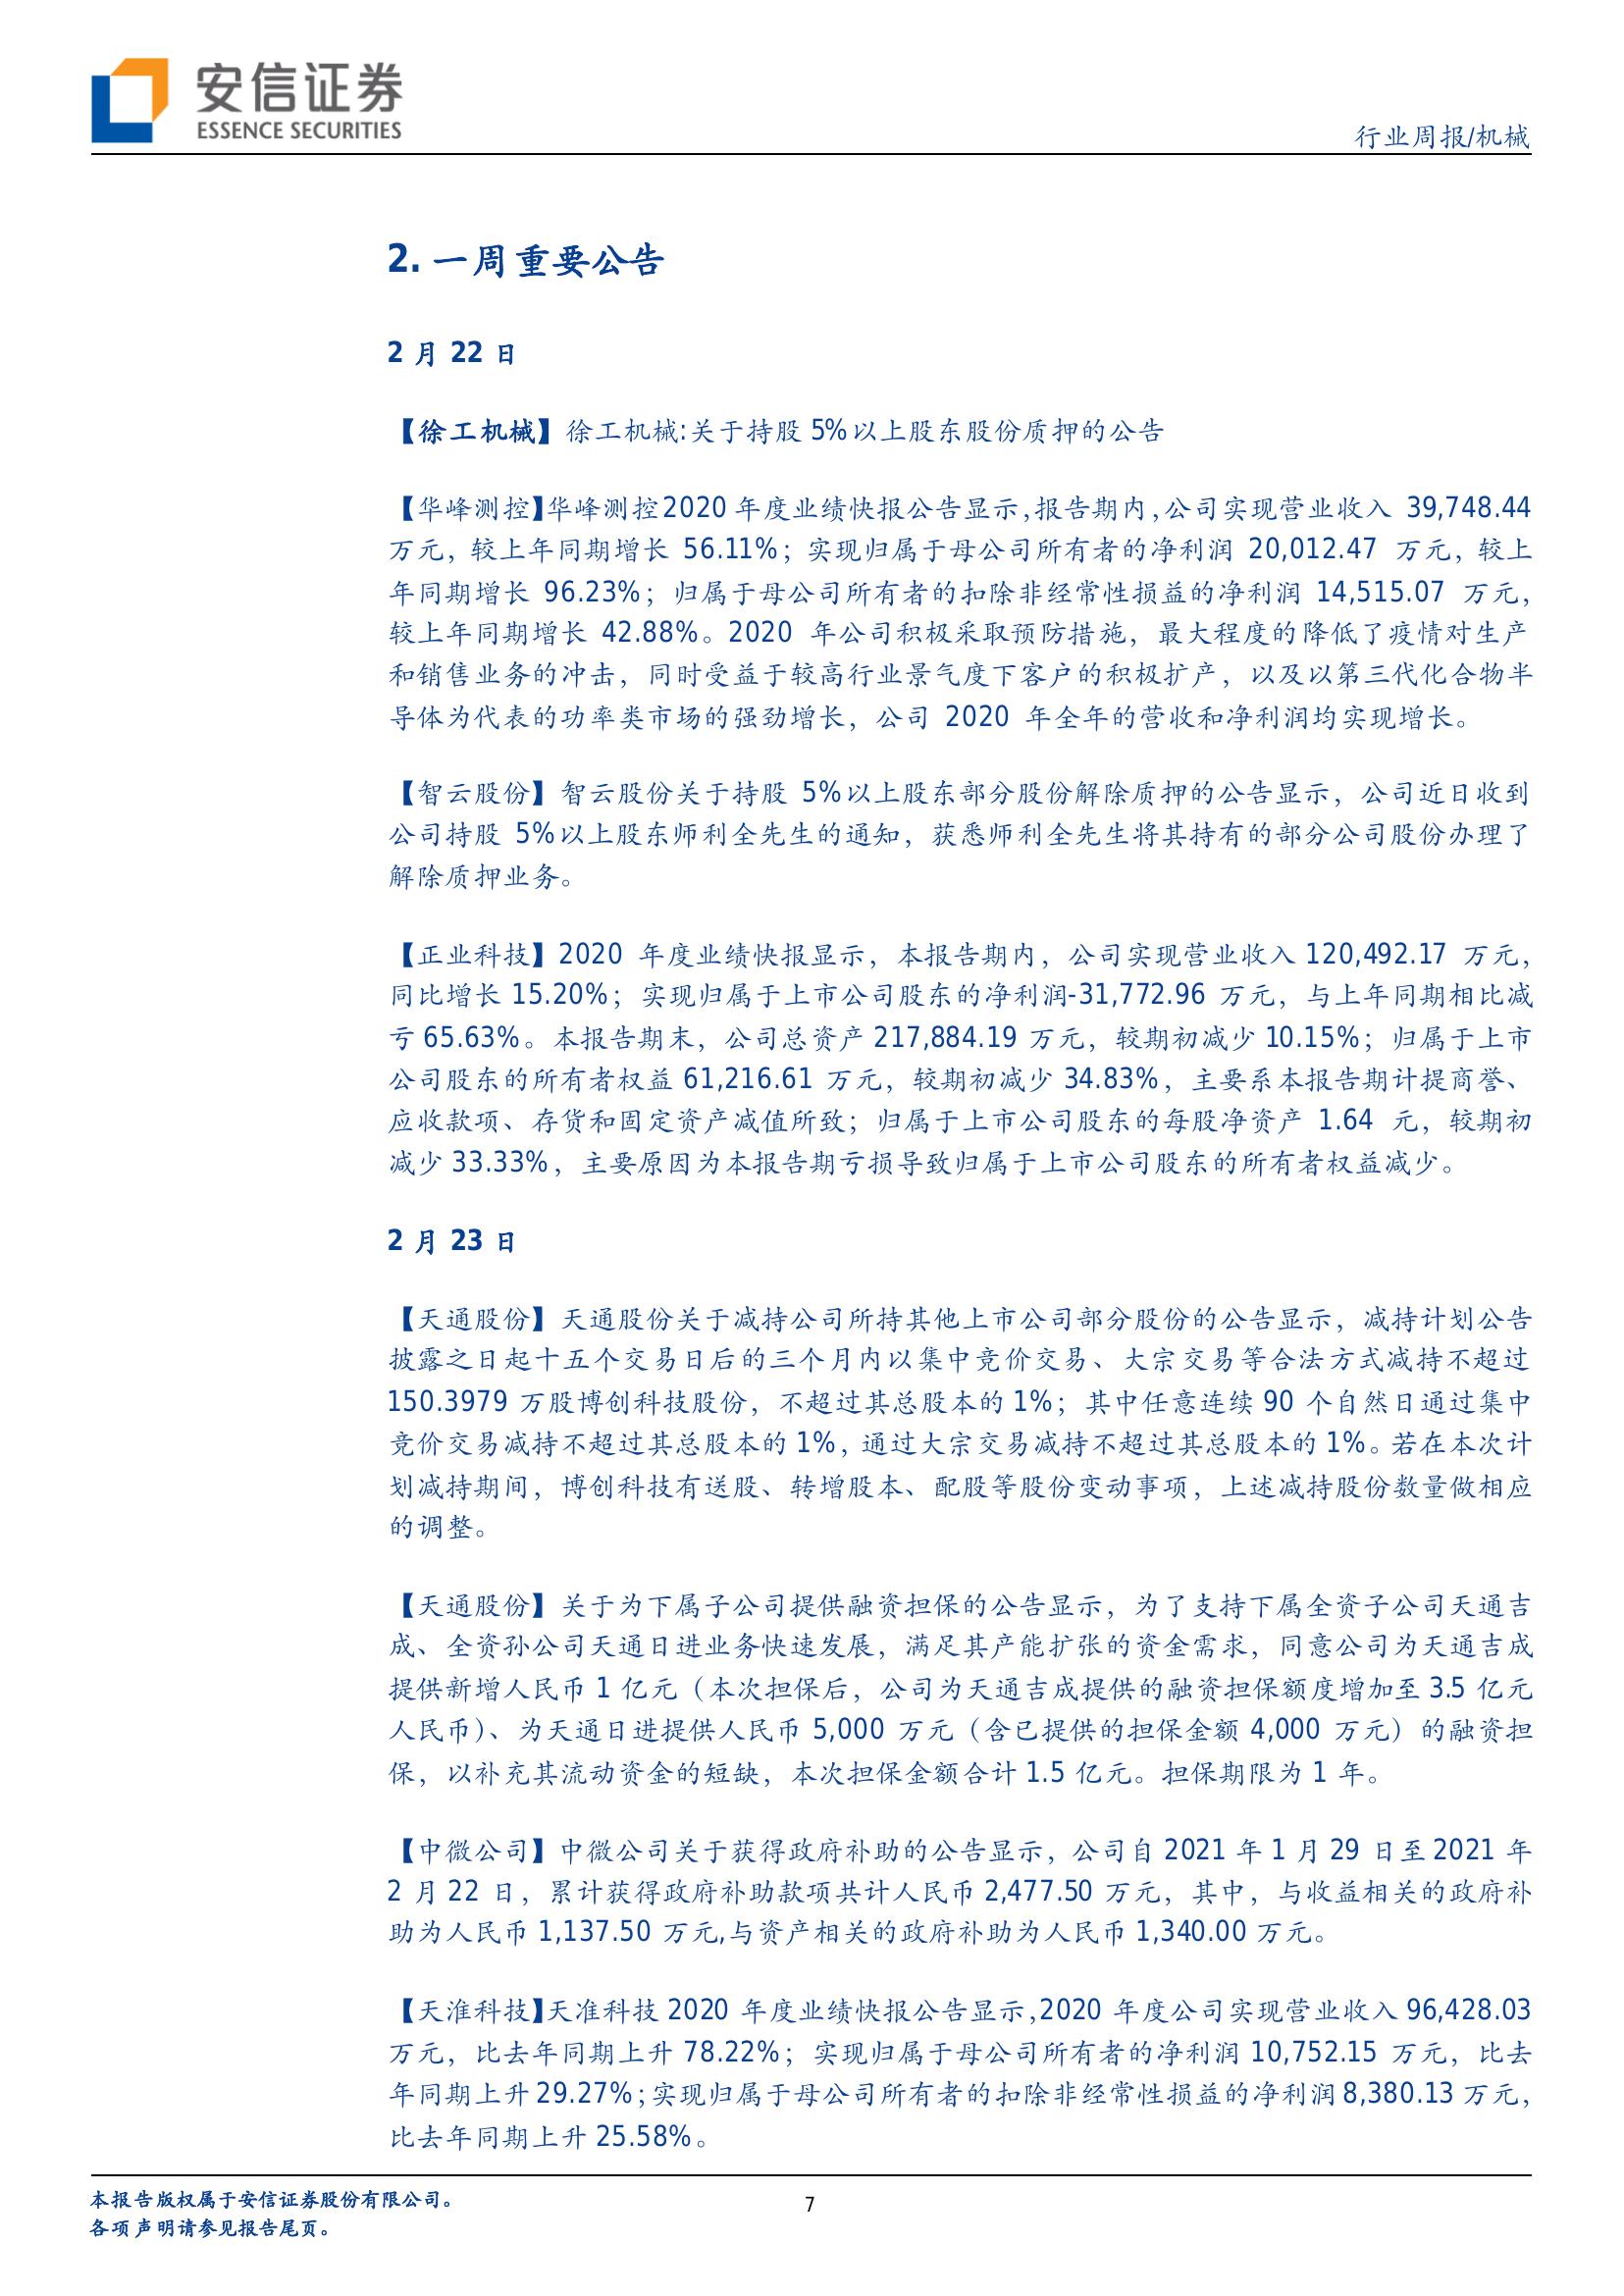 安信证券
ESSENCE SECURITIES
行业周报/机械
2. 一周重要公告
2 月 22 日
【徐工机械】徐工机械:关于持股 5%以上股东股份质押的公告
【华峰测控】华峰测控2020 年度业绩快报公告显示,报告期内,公司实现营业收入 39,748.44
万元，较上年同期增长 56.11%；实现归属于母公司所有者的净利润 20,012.47 万元，较上
年同期增长 96.23%；归属于母公司所有者的扣除非经常性损益的净利润 14,515.07 万元，
较上年同期增长 42.88%。2020 年公司积极采取预防措施，最大程度的降低了疫情对生产
和销售业务的冲击，同时受益于较高行业景气度下客户的积极扩产，以及以第三代化合物半
导体为代表的功率类市场的强劲增长，公司 2020 年全年的营收和净利润均实现增长。
【智云股份】智云股份关于持股 5%以上股东部分股份解除质押的公告显示，公司近日收到
公司持股 5%以上股东师利全先生的通知，获悉师利全先生将其持有的部分公司股份办理了
解除质押业务。
【正业科技】2020 年度业绩快报显示，本报告期内，公司实现营业收入 120,492.17 万元，
同比增长 15.20%；实现归属于上市公司股东的净利润-31,772.96 万元，与上年同期相比减
亏 65.63%。本报告期末，公司总资产 217,884.19 万元，较期初减少 10.15%；归属于上市
公司股东的所有者权益 61,216.61 万元，较期初减少 34.83%，主要系本报告期计提商誉、
应收款项、存货和固定资产减值所致；归属于上市公司股东的每股净资产 1.64 元，较期初
减少 33.33%，主要原因为本报告期亏损导致归属于上市公司股东的所有者权益减少。
2 月 23 日
【天通股份】天通股份关于减持公司所持其他上市公司部分股份的公告显示，减持计划公告
披露之日起十五个交易日后的三个月内以集中竞价交易、大宗交易等合法方式减持不超过
150.3979 万股博创科技股份，不超过其总股本的 1%；其中任意连续 90 个自然日通过集中
竞价交易减持不超过其总股本的 1%，通过大宗交易减持不超过其总股本的 1%。若在本次计
划减持期间，博创科技有送股、转增股本、配股等股份变动事项，上述减持股份数量做相应
的调整。
【天通股份】关于为下属子公司提供融资担保的公告显示，为了支持下属全资子公司天通吉
成、全资孙公司天通日进业务快速发展，满足其产能扩张的资金需求，同意公司为天通吉成
提供新增人民币 1 亿元（本次担保后，公司为天通吉成提供的融资担保额度增加至 3.5 亿元
人民币）、为天通日进提供人民币 5,000 万元（含已提供的担保金额 4,000 万元）的融资担
保，以补充其流动资金的短缺，本次担保金额合计 1.5 亿元。担保期限为 1 年。
【中微公司】中微公司关于获得政府补助的公告显示，公司自 2021 年 1 月 29 日至 2021 年
2 月 22 日，累计获得政府补助款项共计人民币 2,477.50 万元，其中，与收益相关的政府补
助为人民币 1,137.50 万元,与资产相关的政府补助为人民币 1,340.00 万元。
【天淮科技】天准科技 2020 年度业绩快报公告显示,2020 年度公司实现营业收入 96,428.03
万元，比去年同期上升 78.22%；实现归属于母公司所有者的净利润 10,752.15 万元，比去
年同期上升 29.27%;实现归属于母公司所有者的扣除非经常性损益的净利润 8,380.13 万元，
比去年同期上升 25.58%。
本报告版权属于安信证券股份有限公司。
各项声明请参见报告尾页。
7